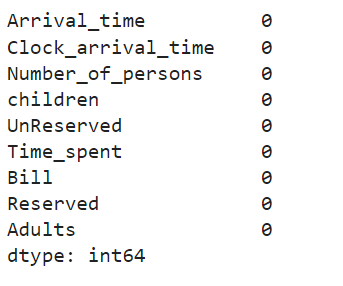 Arrival_time 0
Clock_arrival_time 0
Number_of_persons 0
children 0
UnReserved 0
Time_spent 0
Bill 0
Reserved 0
Adults 0
dtype: int64